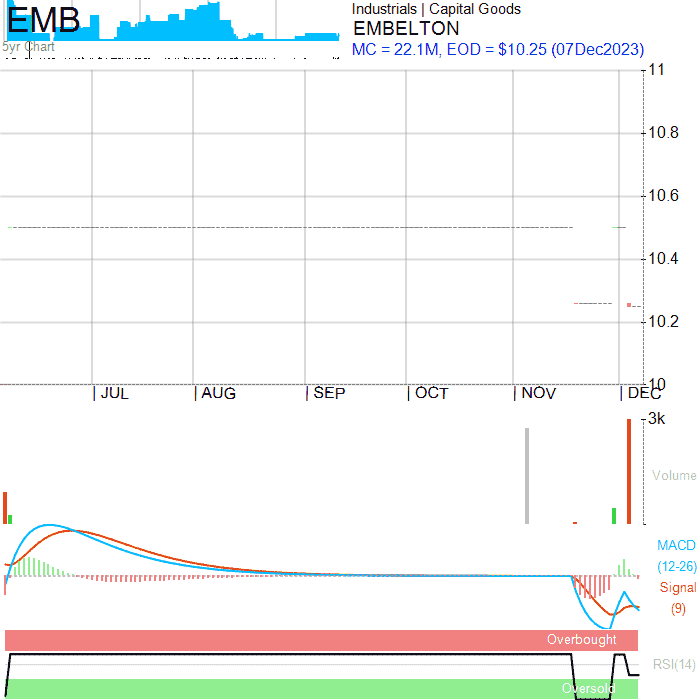 EMB
5yr Chart
Industrials | Capital Goods
EMBELTON
MC = 22.1M, EOD = $10.25 (07Dec2023)
11
10.8
10.6
10.4
10.2
10
JUL AUG SEP OCT NOV DEC
3k
Volume
MACD
(12-26)
Signal
(9)
Overbought
RSI(14)
Oversold